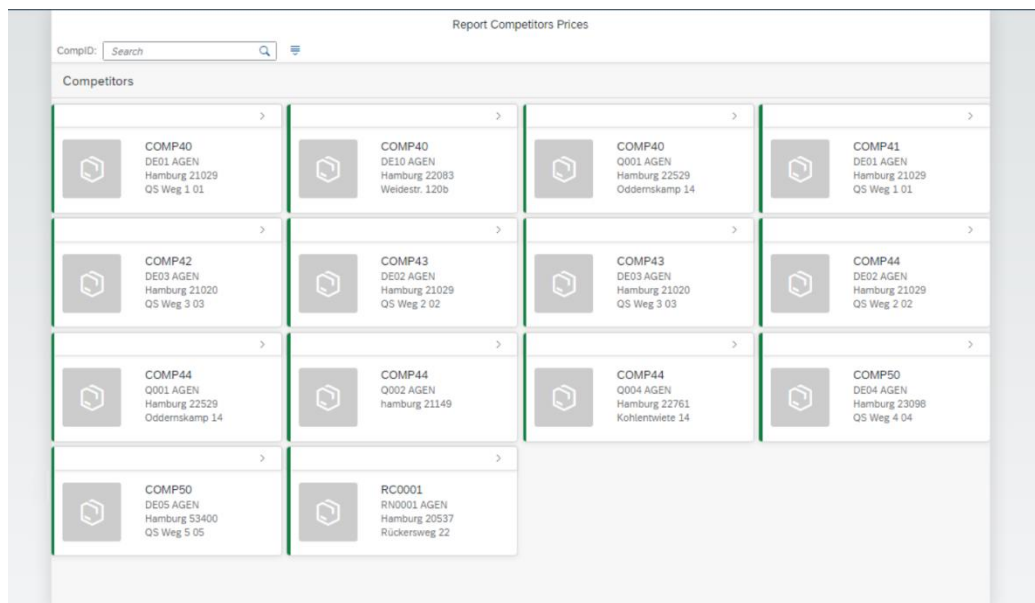 Report Competitors Prices
CompID: Search
Competitors
COMP40
DE01 AGEN
Hamburg 21029
QS Weg 1 01
COMP40
DE10 AGEN
Hamburg 22083
Weidestr. 120b
COMP40
Q001 AGEN
Hamburg 22529
Oddernskamp 14
COMP41
DE01 AGEN
Hamburg 21029
QS Weg 1 01
COMP42
DE03 AGEN
Hamburg 21020
QS Weg 3 03
COMP43
DE02 AGEN
Hamburg 21029
QS Weg 2 02
COMP43
DE03 AGEN
Hamburg 21020
QS Weg 3 03
COMP44
DE02 AGEN
Hamburg 21029
QS Weg 2 02
COMP44
Q001 AGEN
Hamburg 22529
Oddernskamp 14
COMP44
Q002 AGEN
hamburg 21149
COMP44
Q004 AGEN
Hamburg 22761
Kohlentwiete 14
COMP50
DE04 AGEN
Hamburg 23098
QS Weg 4 04
COMP50
DE05 AGEN
Hamburg 53400
QS Weg 5 05
RC0001
RN0001 AGEN
Hamburg 20537
Rückersweg 22